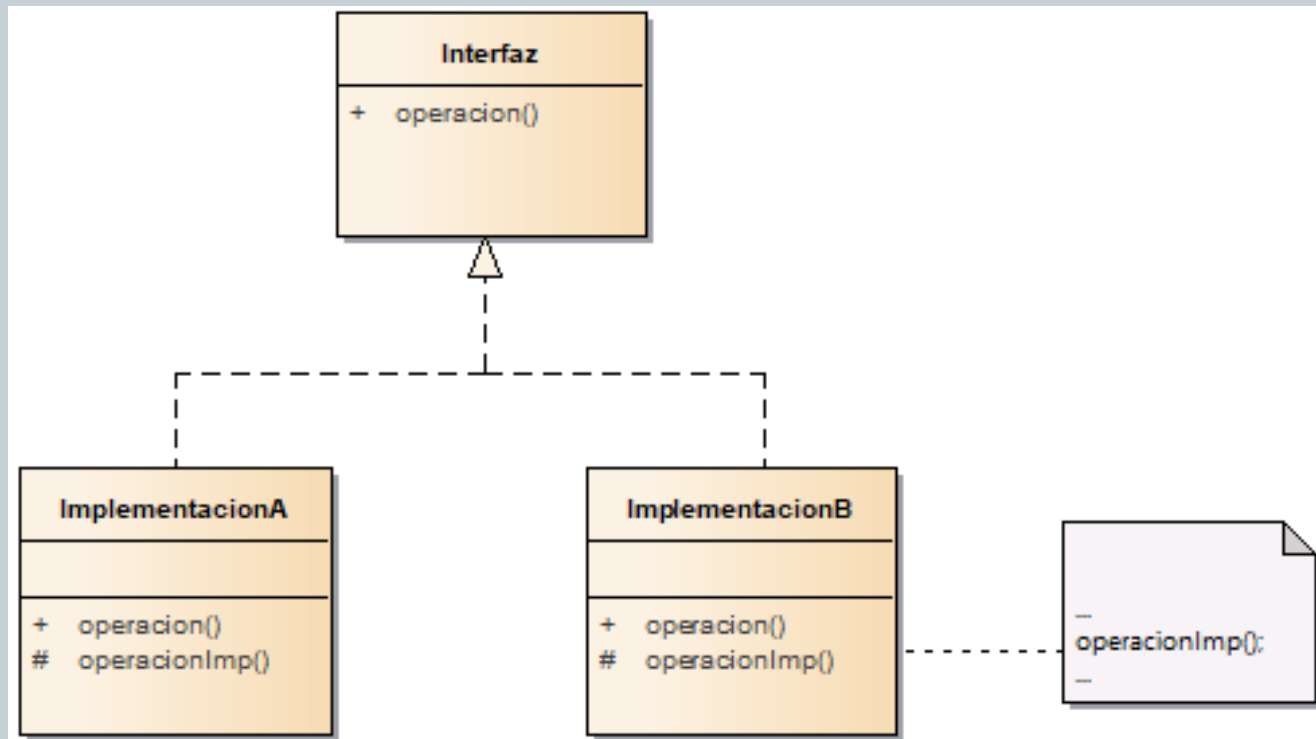 Interfaz
+ operacion()
ImplementacionA
+ operacion()
# operacionImp()
ImplementacionB
+ operacion()
# operacionImp()
...
operacionImp();
...